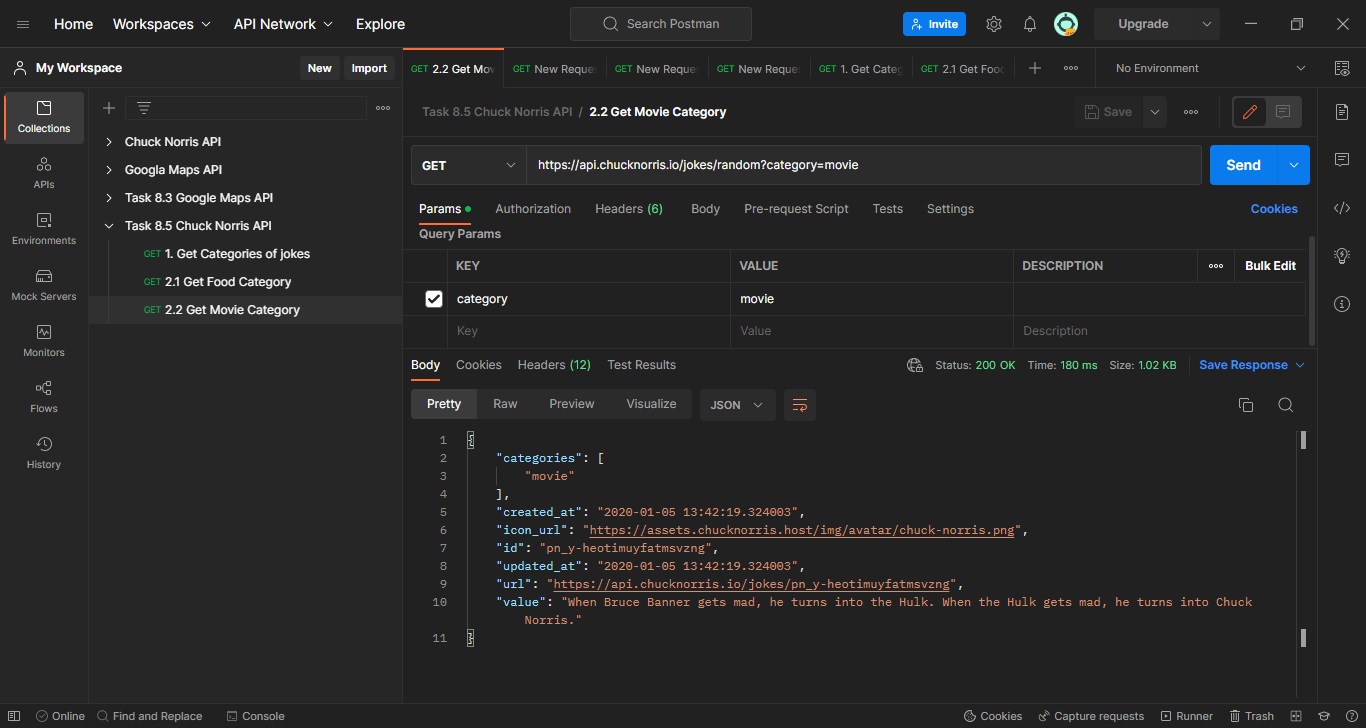 Home Workspaces API Network Explore Search Postman Invite Upgrade
My Workspace New Import GET 2.2 Get Mov GET New Reque GET New Reque GET New Reque GET 1. Get Categ GET 2.1 Get Foo No Environment
Collections
APIs
Environments
Mock Servers
Monitors
Flows
History
Chuck Norris API
Googla Maps API
Task 8.3 Google Maps API
Task 8.5 Chuck Norris API
GET 1. Get Categories of jokes
GET 2.1 Get Food Category
GET 2.2 Get Movie Category
Task 8.5 Chuck Norris API / 2.2 Get Movie Category Save
GET https://api.chucknorris.io/jokes/random?category=movie Send
Params Authorization Headers (6) Body Pre-request Script Tests Settings Cookies
Query Params
KEY VALUE DESCRIPTION Bulk Edit
category movie
Key Value Description
Body Cookies Headers (12) Test Results Status: 200 OK Time: 180 ms Size: 1.02 KB Save Response
Pretty Raw Preview Visualize JSON
1 {
2 "categories": [
3 "movie"
4 ],
5 "created_at": "2020-01-05 13:42:19.324003",
6 "icon_url": "https://assets.chucknorris.host/img/avatar/chuck-norris.png",
7 "id": "pn_y-heotimuyfatmsvzng",
8 "updated_at": "2020-01-05 13:42:19.324003",
9 "url": "https://api.chucknorris.io/jokes/pn_y-heotimuyfatmsvzng",
10 "value": "When Bruce Banner gets mad, he turns into the Hulk. When the Hulk gets mad, he turns into Chuck
Norris."
11 }
Online Find and Replace Console Cookies Capture requests Runner Trash